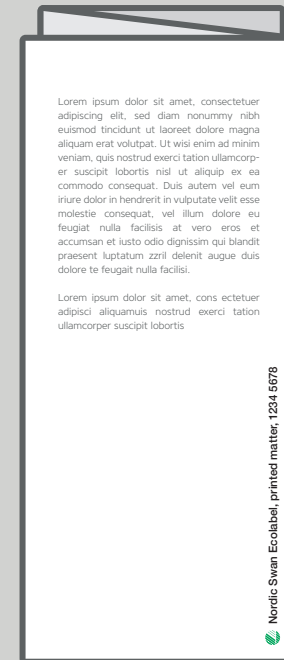 Lorem ipsum dolor sit amet, consectetuer
adipiscing elit, sed diam nonummy nibh
euismod tincidunt ut laoreet dolore magna
aliquam erat volutpat. Ut wisi enim ad minim
veniam, quis nostrud exerci tation ullamcorp-
er suscipit lobortis nisl ut aliquip ex ea
commodo consequat. Duis autem vel eum
iriure dolor in hendrerit in vulputate velit esse
molestie consequat, vel illum dolore eu
feugiat nulla facilisis at vero eros et
accumsan et iusto odio dignissim qui blandit
praesent luptatum zzril delenit augue duis
dolore te feugait nulla facilisi.
Lorem ipsum dolor sit amet, cons ectetuer
adipisci aliquamuis nostrud exerci tation
ullamcorper suscipit lobortis
Nordic Swan Ecolabel, printed matter, 1234 5678